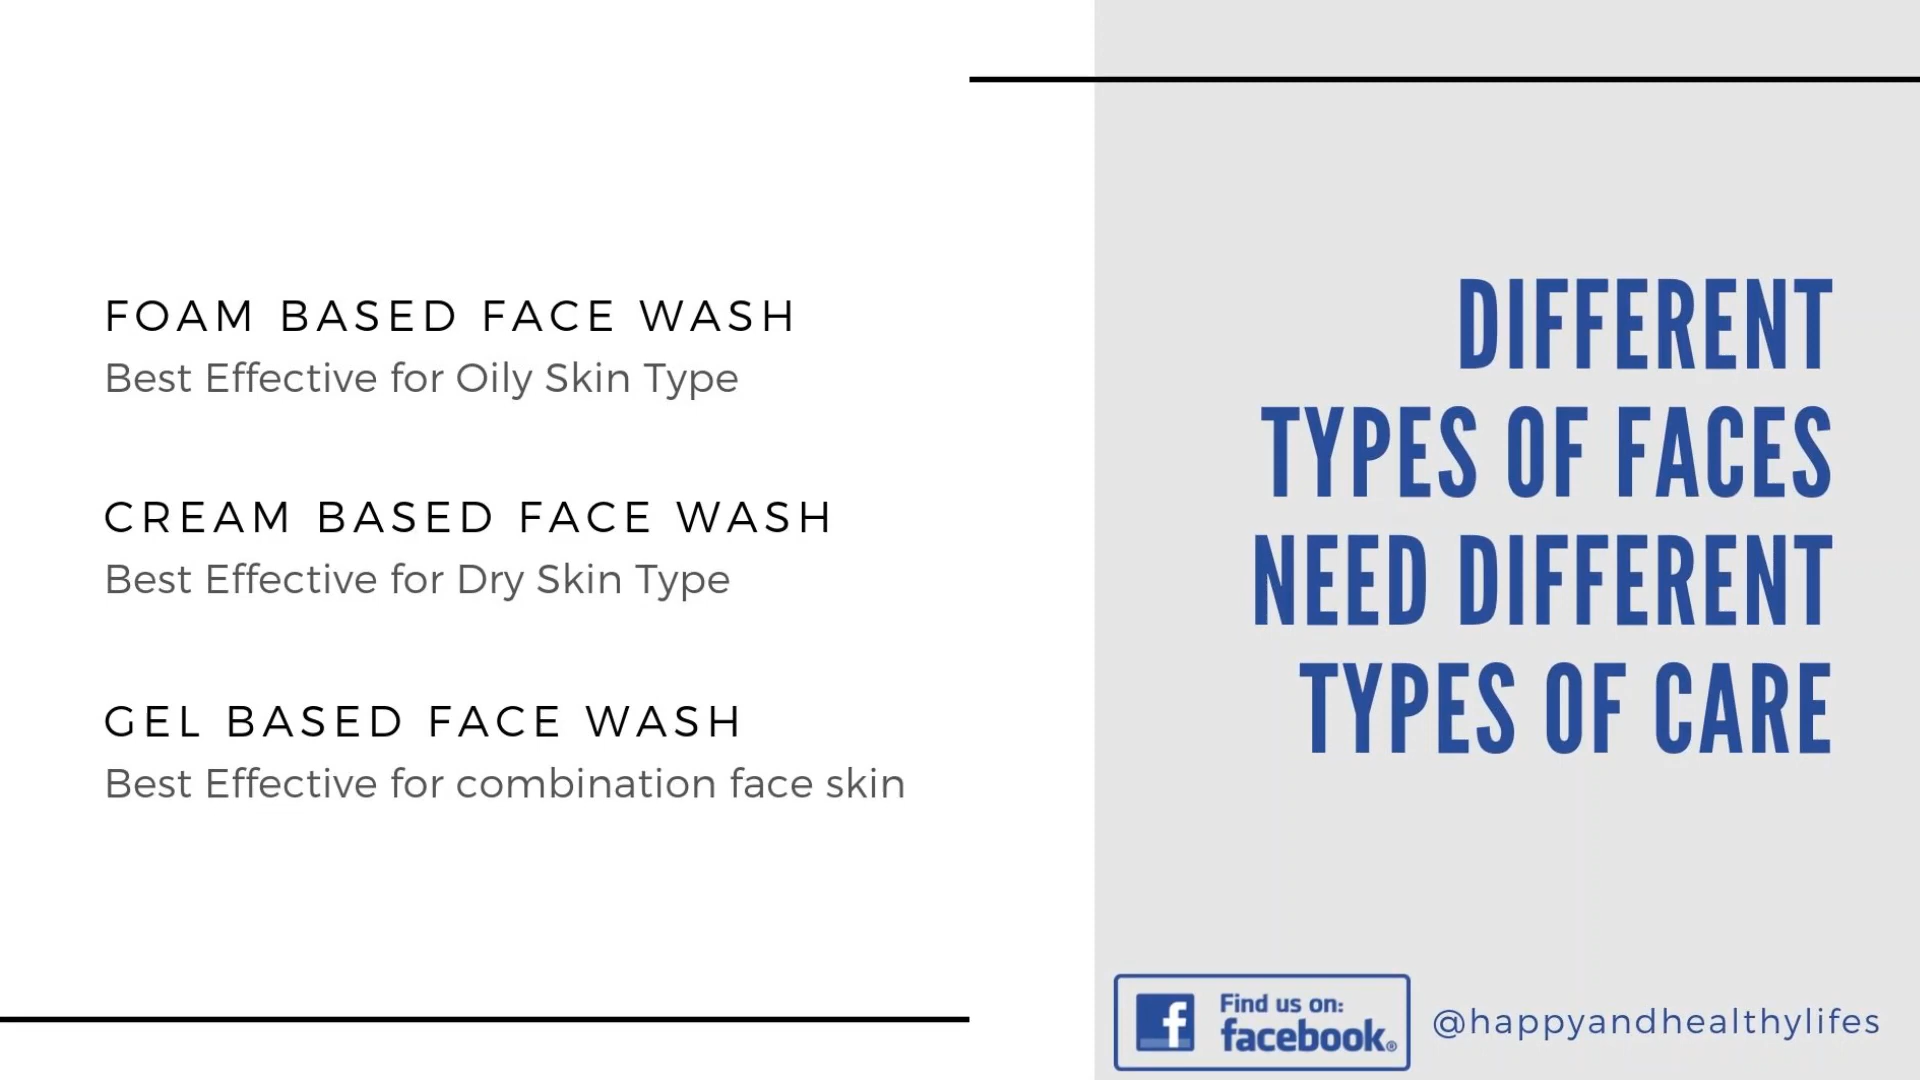 FOAM BASED FACE WASH
Best Effective for Oily Skin Type
CREAM BASED FACE WASH
Best Effective for Dry Skin Type
GEL BASED FACE WASH
Best Effective for combination face skin
DIFFERENT
TYPES OF FACES
NEED DIFFERENT
TYPES OF CARE
Find us on:
facebook®
@happyandhealthylifes